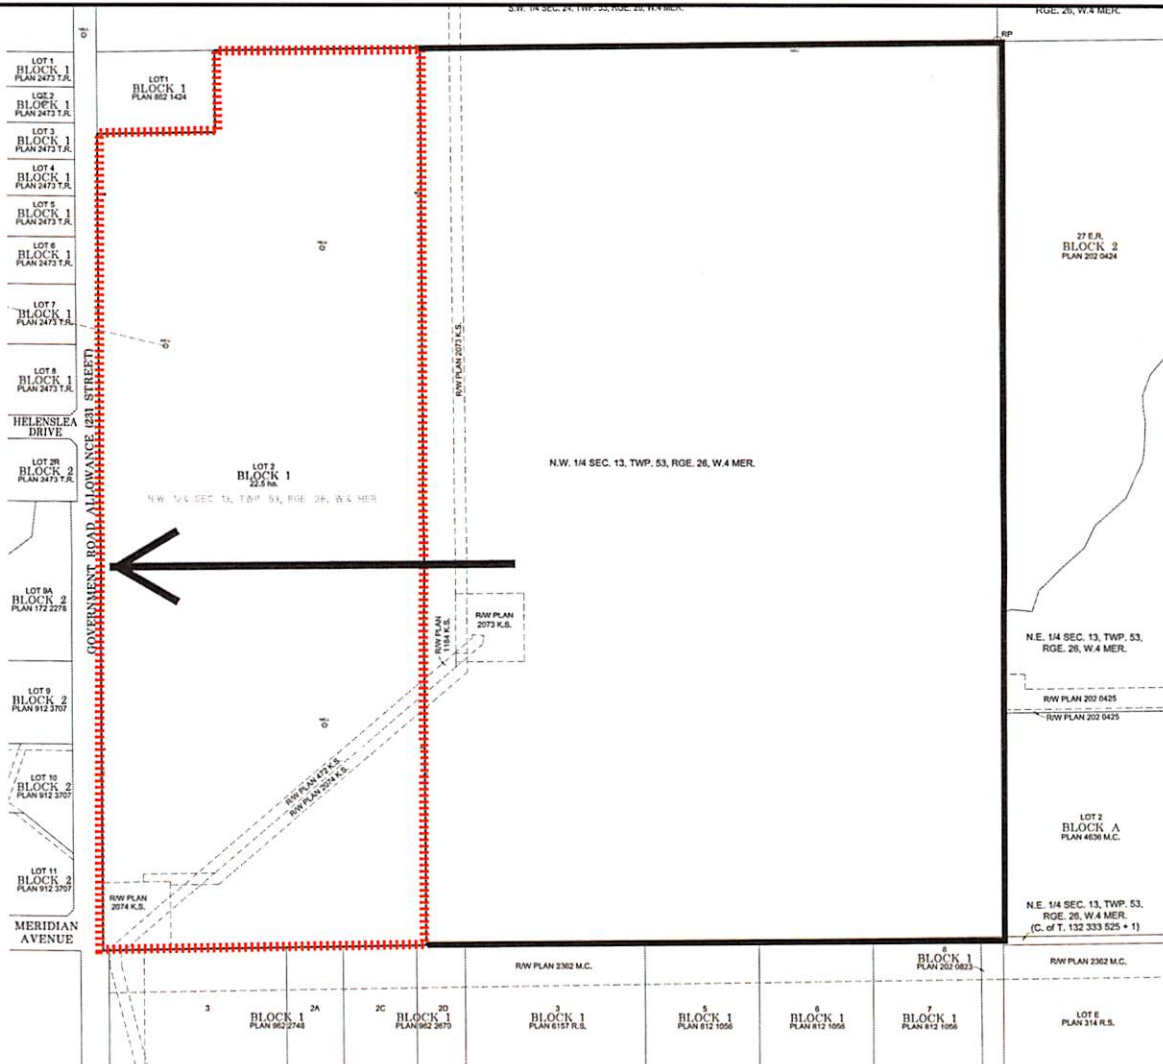 S.W. 1/4 SEC. 24, TWP. 53, RGE. 26, W.4 MER.
RGE. 26, W.4 MER.
RP
LOT 1
BLOCK 1
PLAN 2473 T.R.
LOT 2
BLOCK 1
PLAN 2473 T.R.
LOT 3
BLOCK 1
PLAN 2473 T.R.
LOT 4
BLOCK 1
PLAN 2473 T.R.
LOT 5
BLOCK 1
PLAN 2473 T.R.
LOT 6
BLOCK 1
PLAN 2473 T.R.
LOT 7
BLOCK 1
PLAN 2473 T.R.
LOT 8
BLOCK 1
PLAN 2473 T.R.
HELENSLEA
DRIVE
LOT 2R
BLOCK 2
PLAN 2473 T.R.
LOT 9A
BLOCK 2
PLAN 172 2278
LOT 9
BLOCK 2
PLAN 912 3707
LOT 10
BLOCK 2
PLAN 912 3707
LOT 11
BLOCK 2
PLAN 912 3707
MERIDIAN
AVENUE
GOVERNMENT ROAD ALLOWANCE (231 STREET)
LOT1
BLOCK 1
PLAN 862 1424
LOT 2
BLOCK 1
22.5 ha.
N.W. 1/4 SEC. 13, TWP. 53, RGE. 26, W.4 MER.
R/W PLAN 472 K.S.
R/W PLAN 2074 K.S.
R/W PLAN
2074 K.S.
R/W PLAN 2073 K.S.
R/W PLAN
1184 K.S.
R/W PLAN
2073 K.S.
N.W. 1/4 SEC. 13, TWP. 53, RGE. 26, W.4 MER.
27 E.R.
BLOCK 2
PLAN 202 0424
N.E. 1/4 SEC. 13, TWP. 53,
RGE. 26, W.4 MER.
R/W PLAN 202 0425
R/W PLAN 202 0425
LOT 2
BLOCK A
PLAN 4636 M.C.
N.E. 1/4 SEC. 13, TWP. 53,
RGE. 26, W.4 MER.
(C. of T. 132 333 525 + 1)
R/W PLAN 2362 M.C.
8
BLOCK 1
PLAN 202 0823
R/W PLAN 2362 M.C.
3
2A
BLOCK 1
PLAN 962 2748
2C
2D
BLOCK 1
PLAN 962 2670
3
BLOCK 1
PLAN 6157 R.S.
5
BLOCK 1
PLAN 812 1056
6
BLOCK 1
PLAN 812 1056
7
BLOCK 1
PLAN 812 1056
LOT E
PLAN 314 R.S.